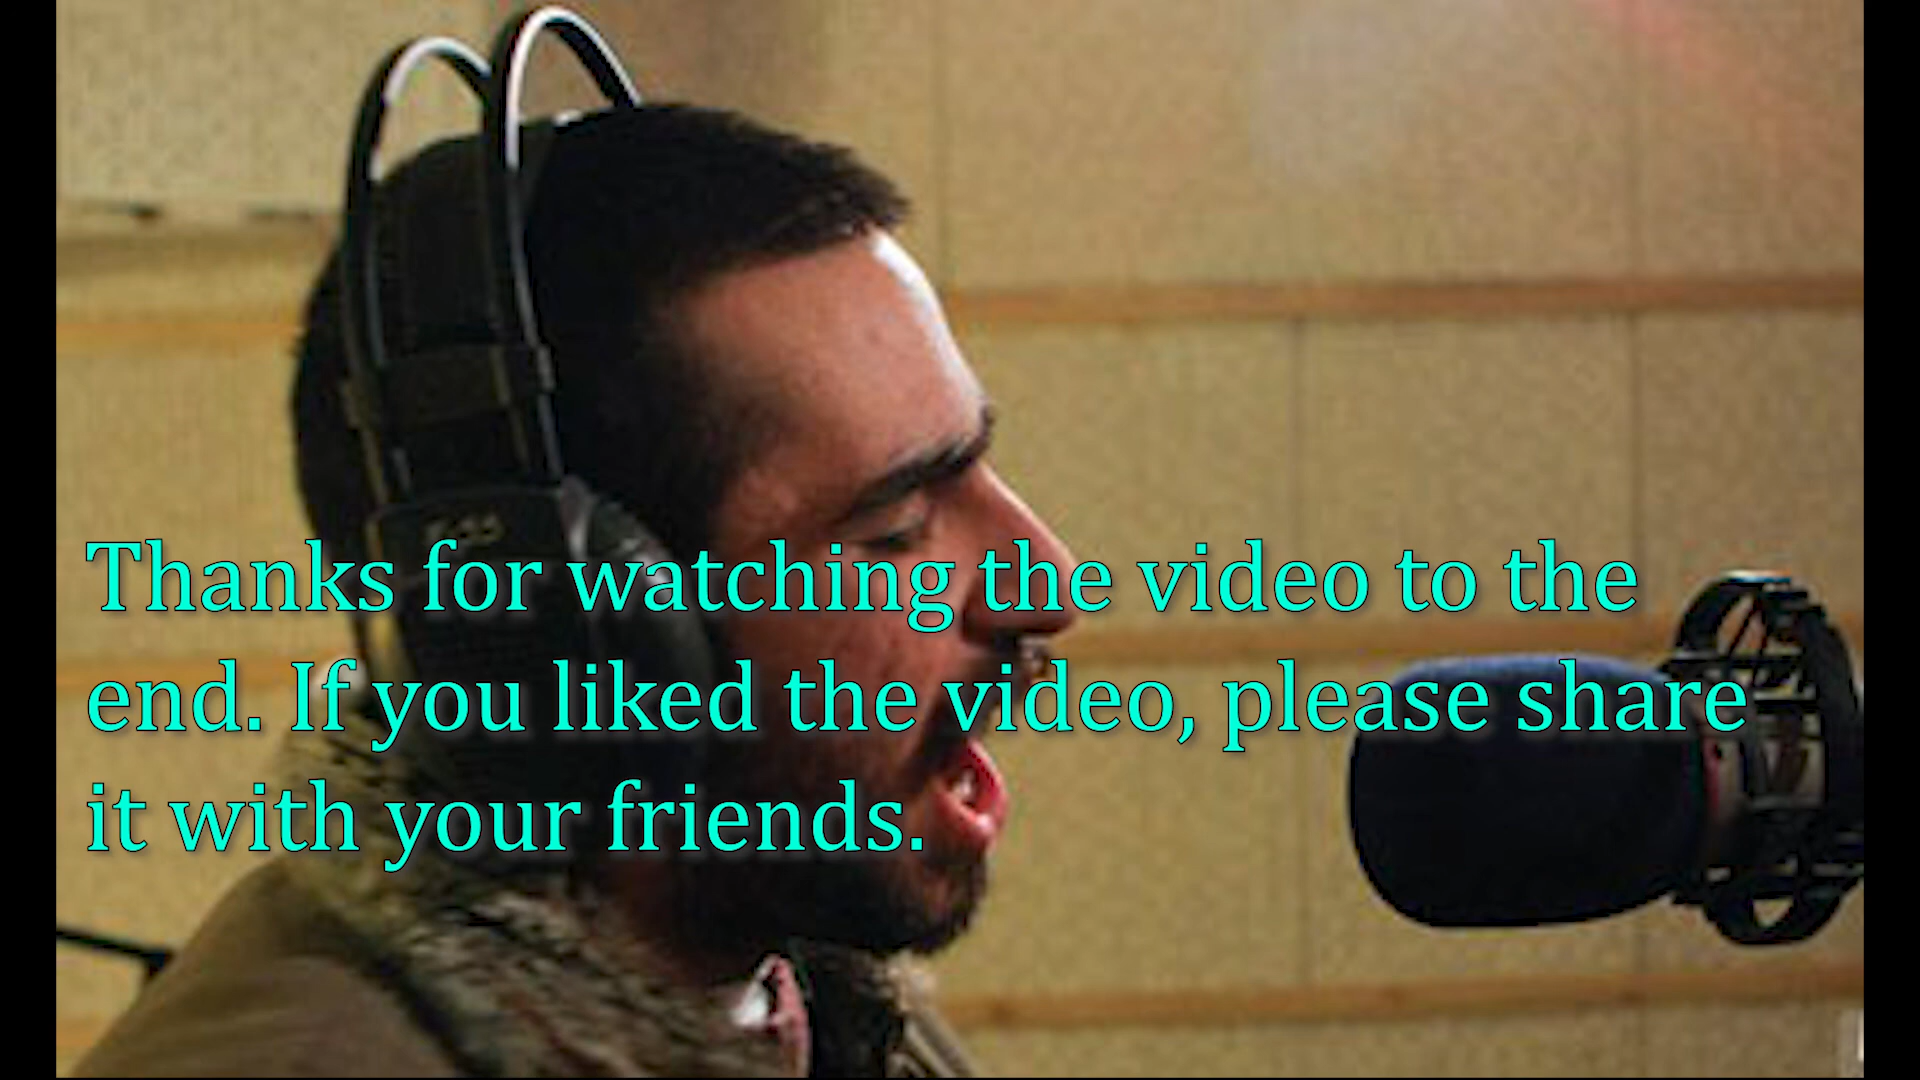 Thanks for watching the video to the
end. If you liked the video, please share
it with your friends.